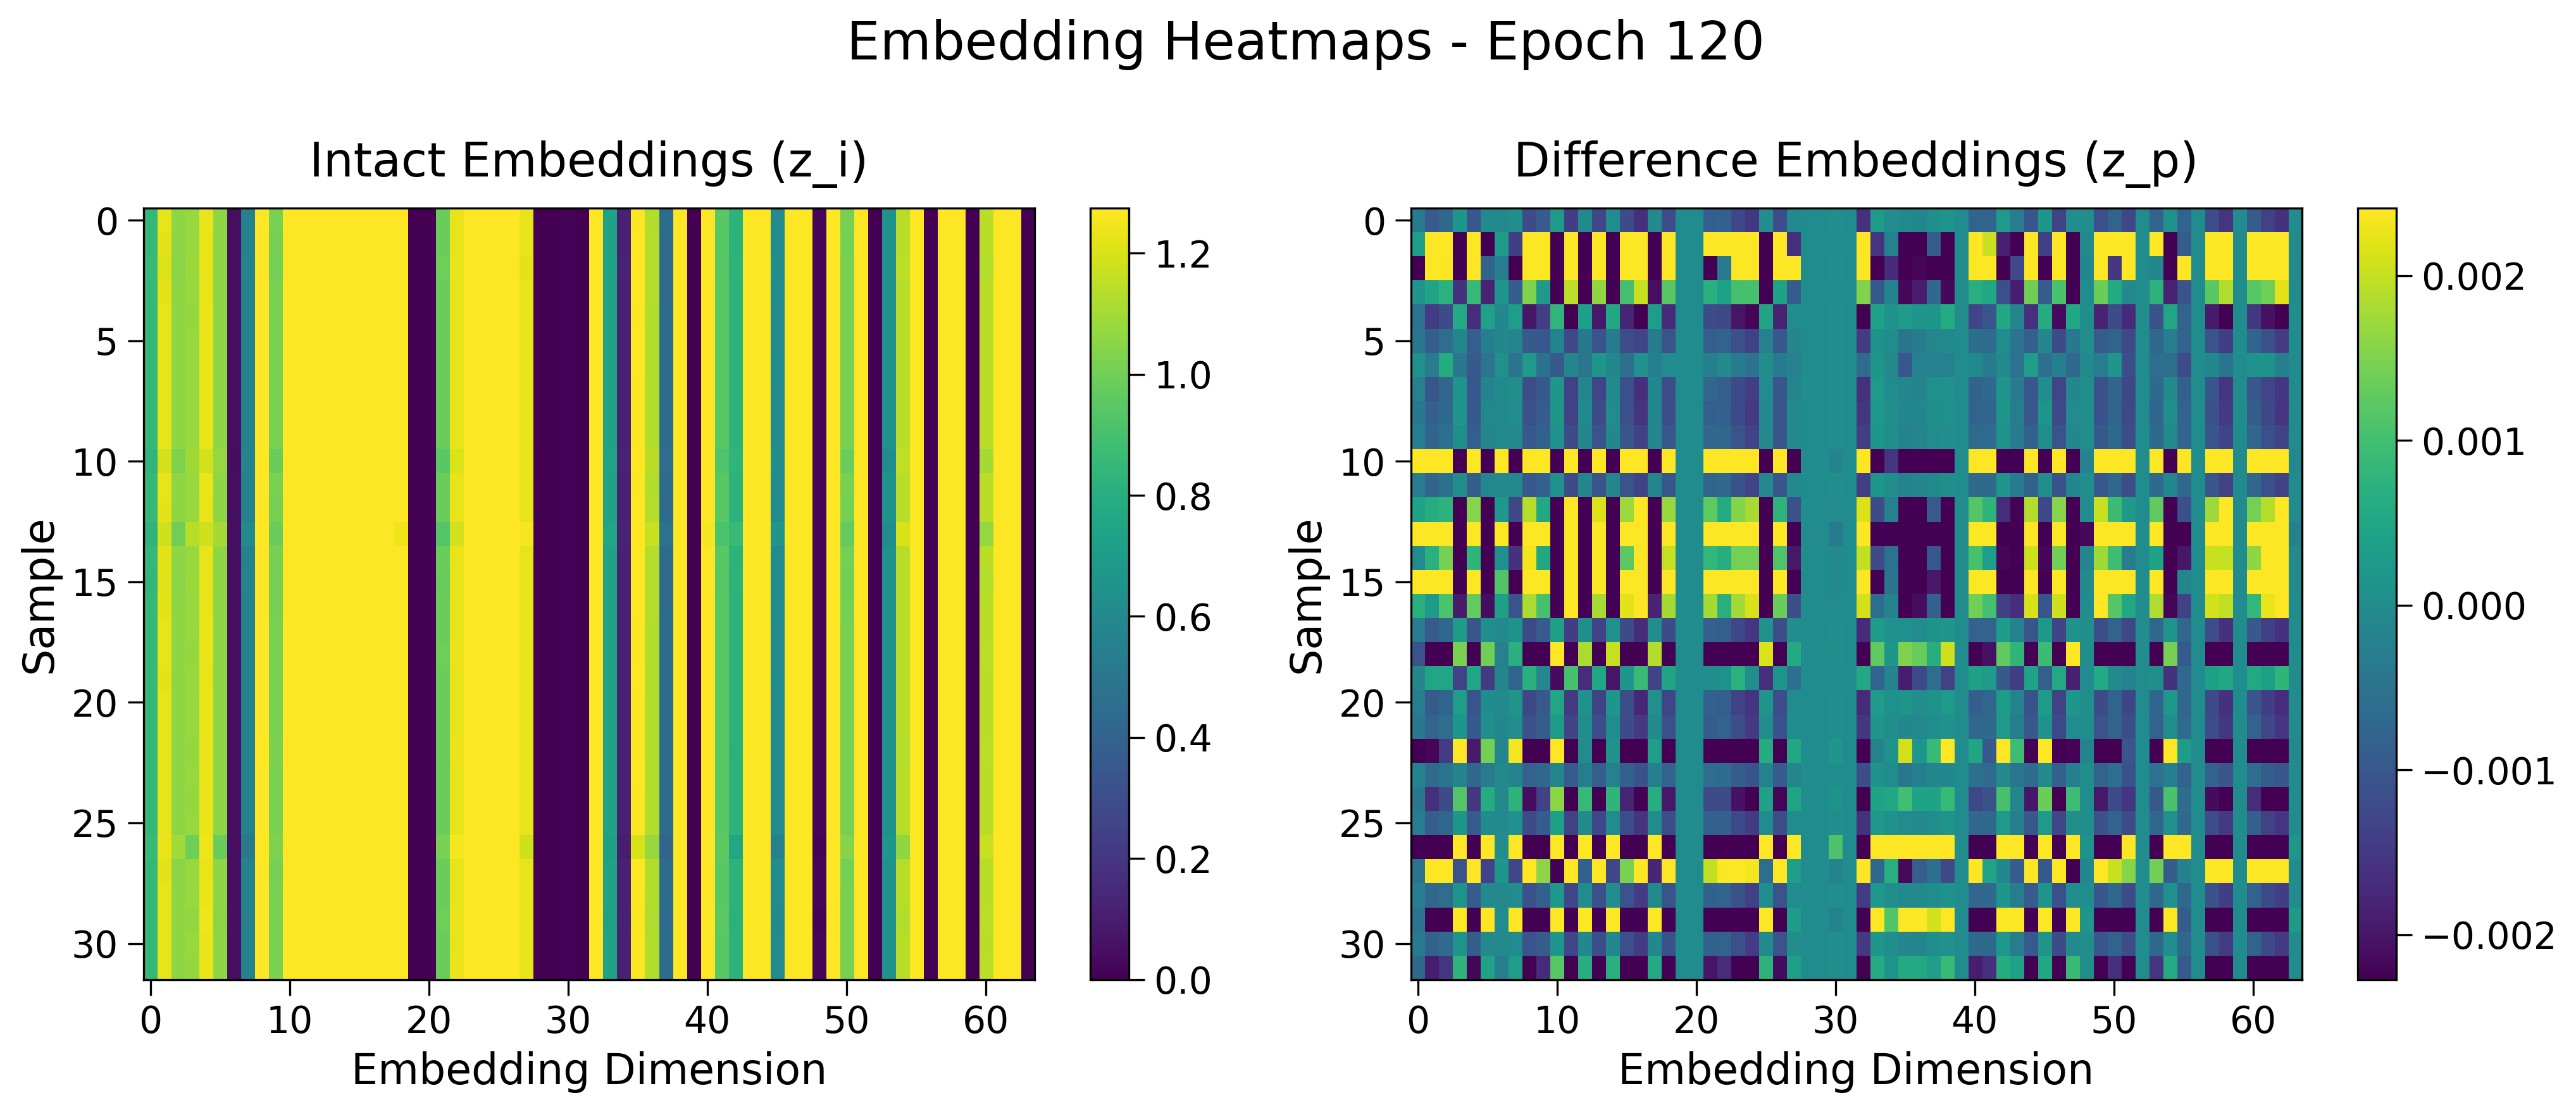 Embedding Heatmaps - Epoch 120
Intact Embeddings (z_i)
0
5
10
15
20
25
30
Sample
0 10 20 30 40 50 60
Embedding Dimension
1.2
1.0
0.8
0.6
0.4
0.2
0.0
Difference Embeddings (z_p)
0
5
10
15
20
25
30
Sample
0 10 20 30 40 50 60
Embedding Dimension
0.002
0.001
0.000
−0.001
−0.002